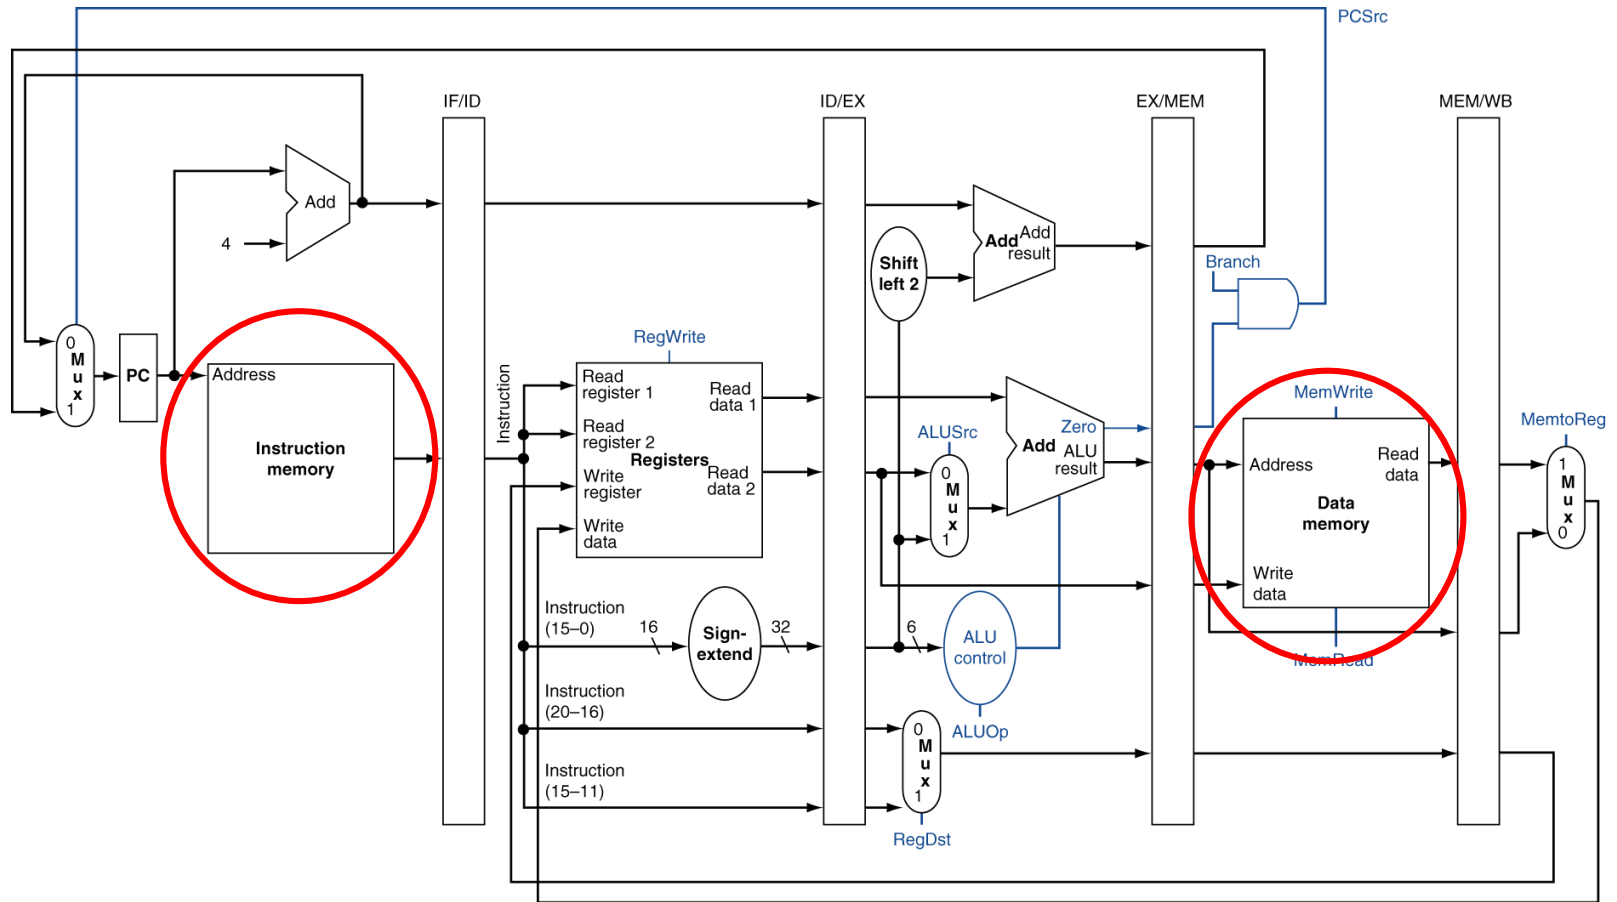 PCSrc
IF/ID
ID/EX
EX/MEM
MEM/WB
Add
4
Shift
left 2
Add
Add
result
Branch
0
M
u
x
1
PC
Address
Instruction
memory
Instruction
RegWrite
Read
register 1
Read
register 2
Write
register
Write
data
Registers
Read
data 1
Read
data 2
ALUSrc
0
M
u
x
1
Add
Zero
ALU
result
MemWrite
Address
Read
data
Data
memory
Write
data
MemRead
MemtoReg
1
M
u
x
0
Instruction
(15–0)
16
Sign-
extend
32
6
ALU
control
ALUOp
Instruction
(20–16)
Instruction
(15–11)
0
M
u
x
1
RegDst